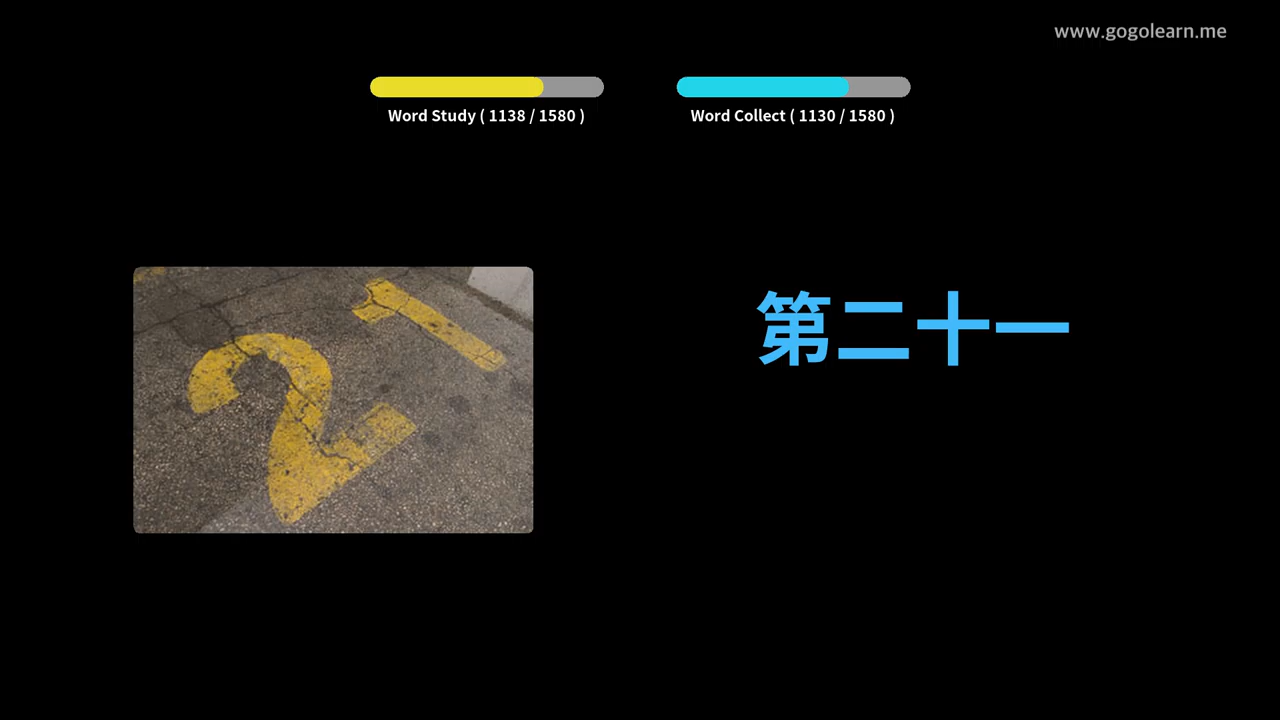 www.gogolearn.me
Word Study ( 1138 / 1580 )
Word Collect ( 1130 / 1580 )
21
第二十一